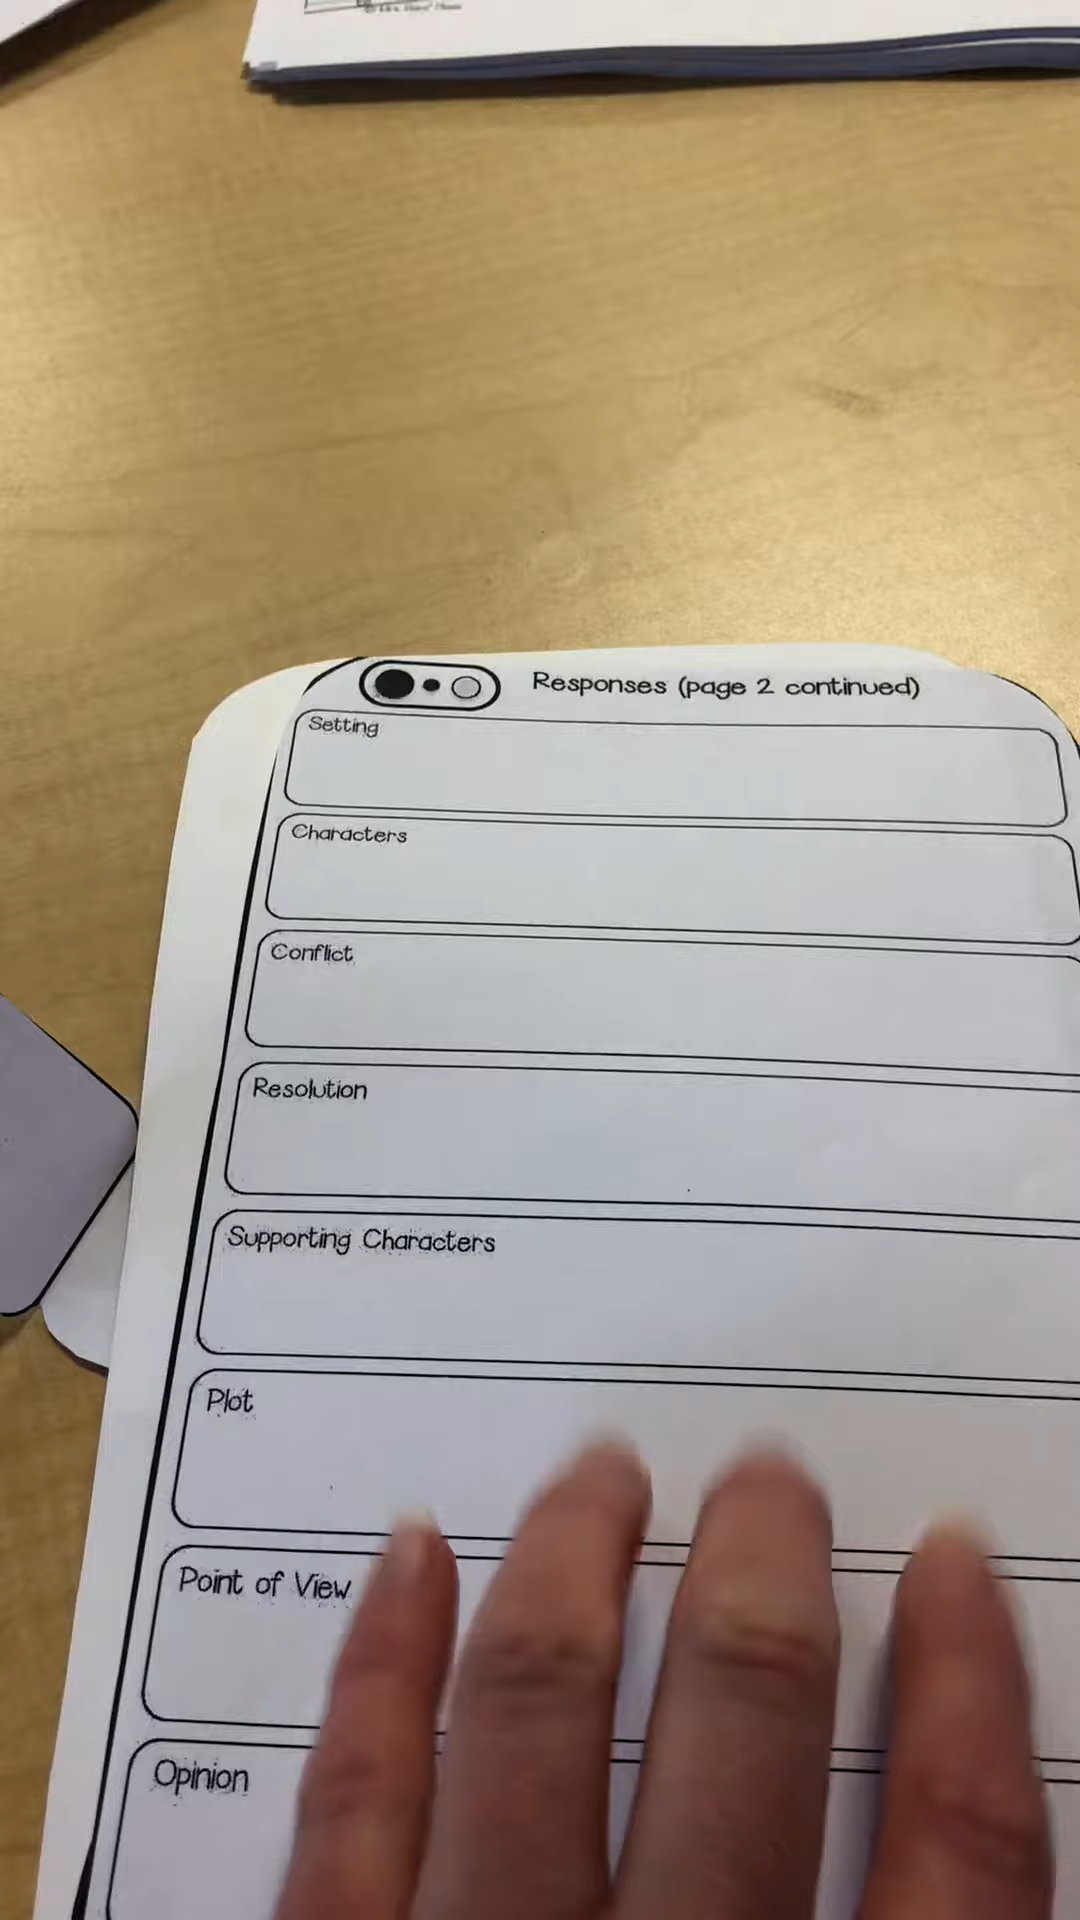 Responses (page 2 continued)
Setting
Characters
Conflict
Resolution
Supporting Characters
Plot
Point of View
Opinion